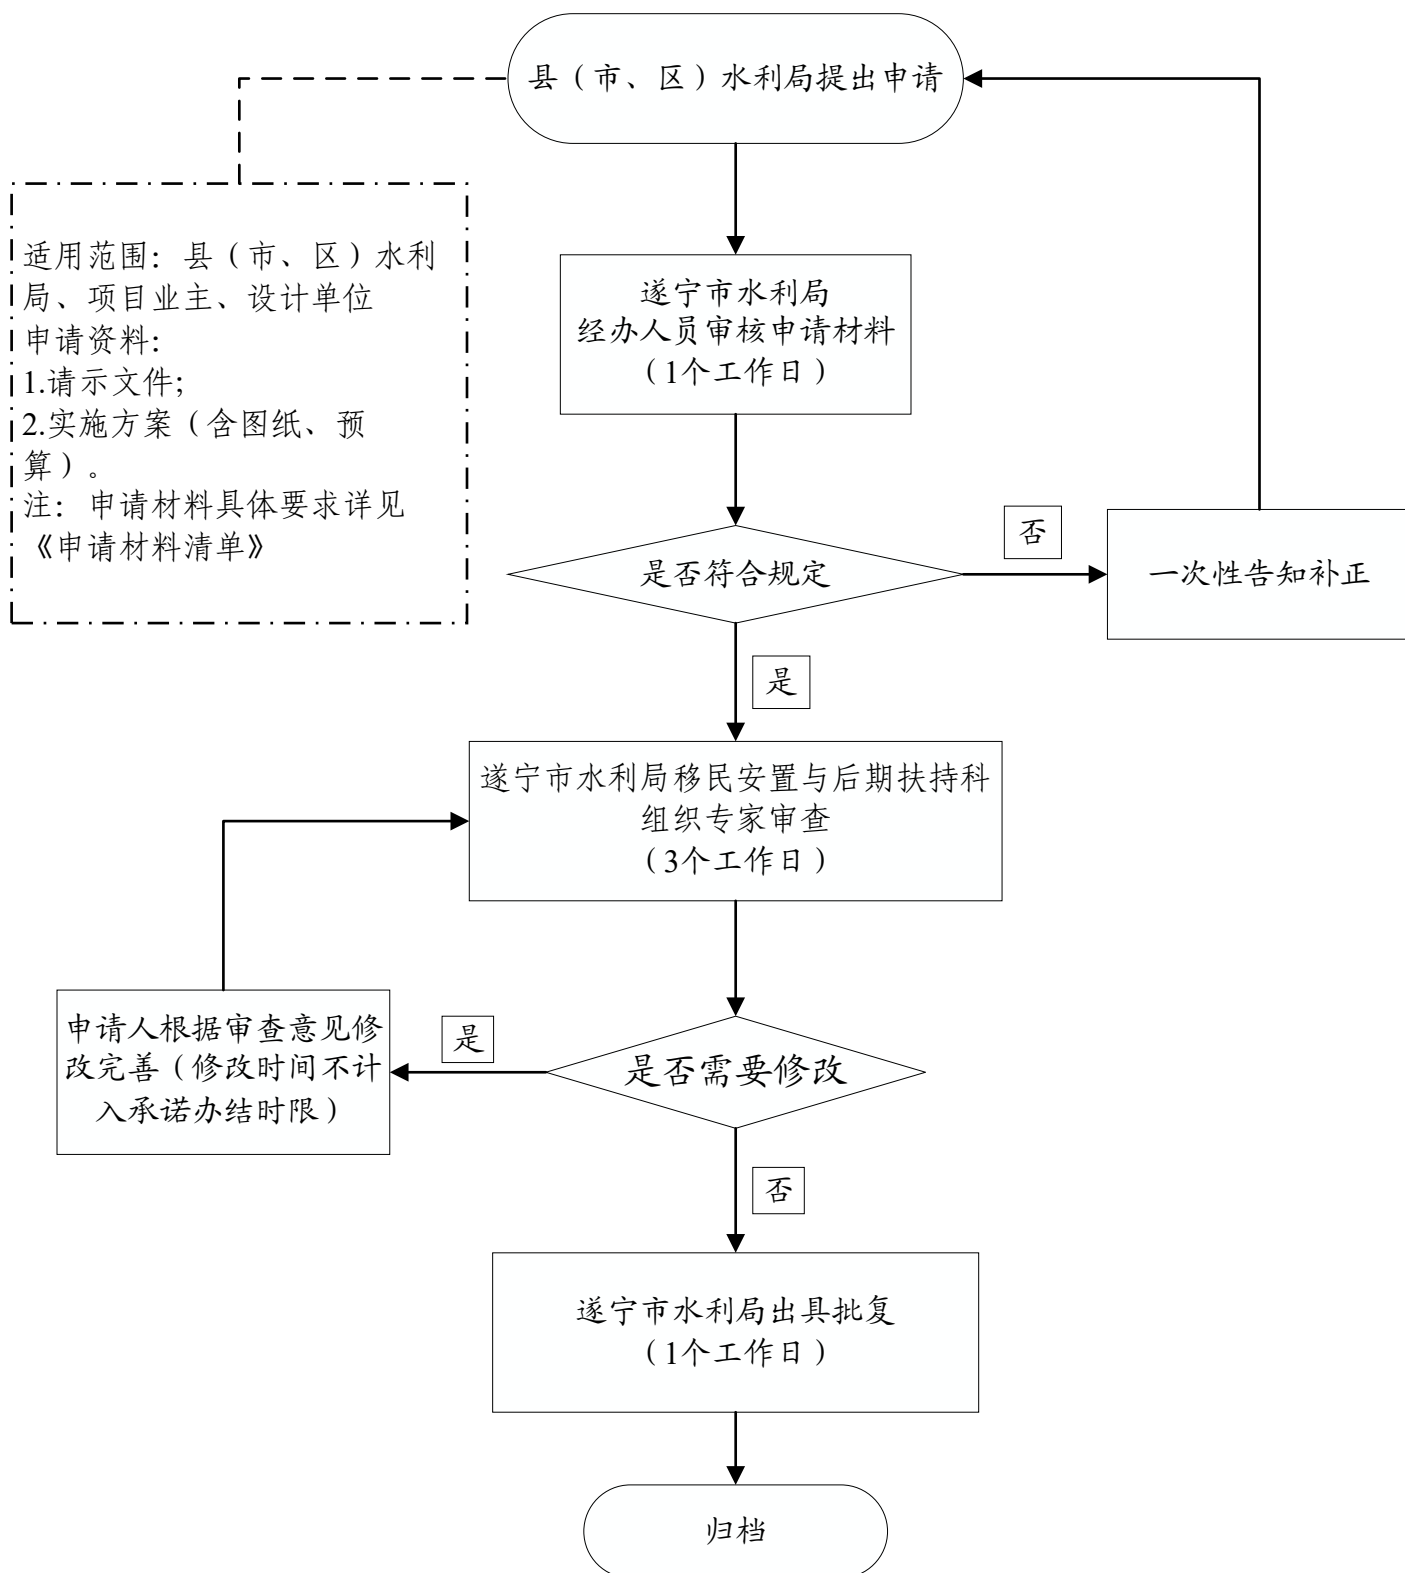 县（市、区）水利局提出申请
适用范围：县（市、区）水利
局、项目业主、设计单位
申请资料：
1.请示文件;
2.实施方案（含图纸、预
算）。
注：申请材料具体要求详见
《申请材料清单》
遂宁市水利局
经办人员审核申请材料
（1个工作日）
是否符合规定
否
一次性告知补正
是
遂宁市水利局移民安置与后期扶持科
组织专家审查
（3个工作日）
申请人根据审查意见修
改完善（修改时间不计
入承诺办结时限）
是
是否需要修改
否
遂宁市水利局出具批复
（1个工作日）
归档